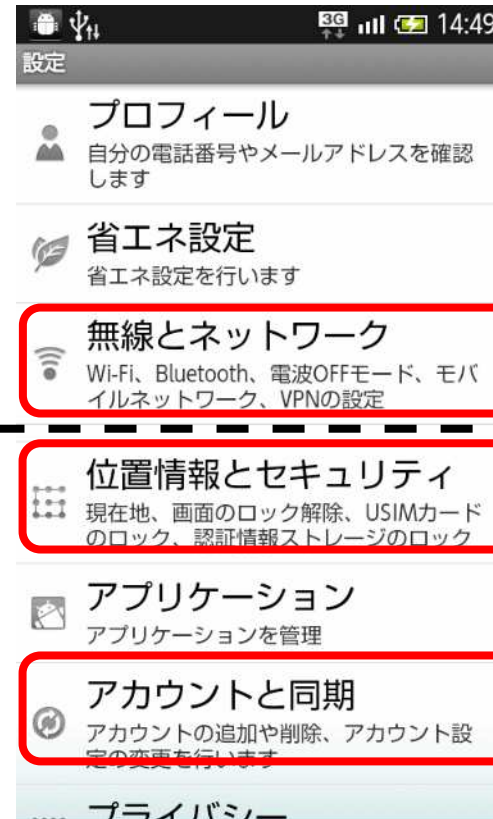 3G 14:49
設定
プロフィール
自分の電話番号やメールアドレスを確認
します
省エネ設定
省エネ設定を行います
無線とネットワーク
Wi-Fi、Bluetooth、電波OFFモード、モバ
イルネットワーク、VPNの設定
位置情報とセキュリティ
現在地、画面のロック解除、USIMカード
のロック、認証情報ストレージのロック
アプリケーション
アプリケーションを管理
アカウントと同期
アカウントの追加や削除、アカウント設
定の変更を行います
プライバシー